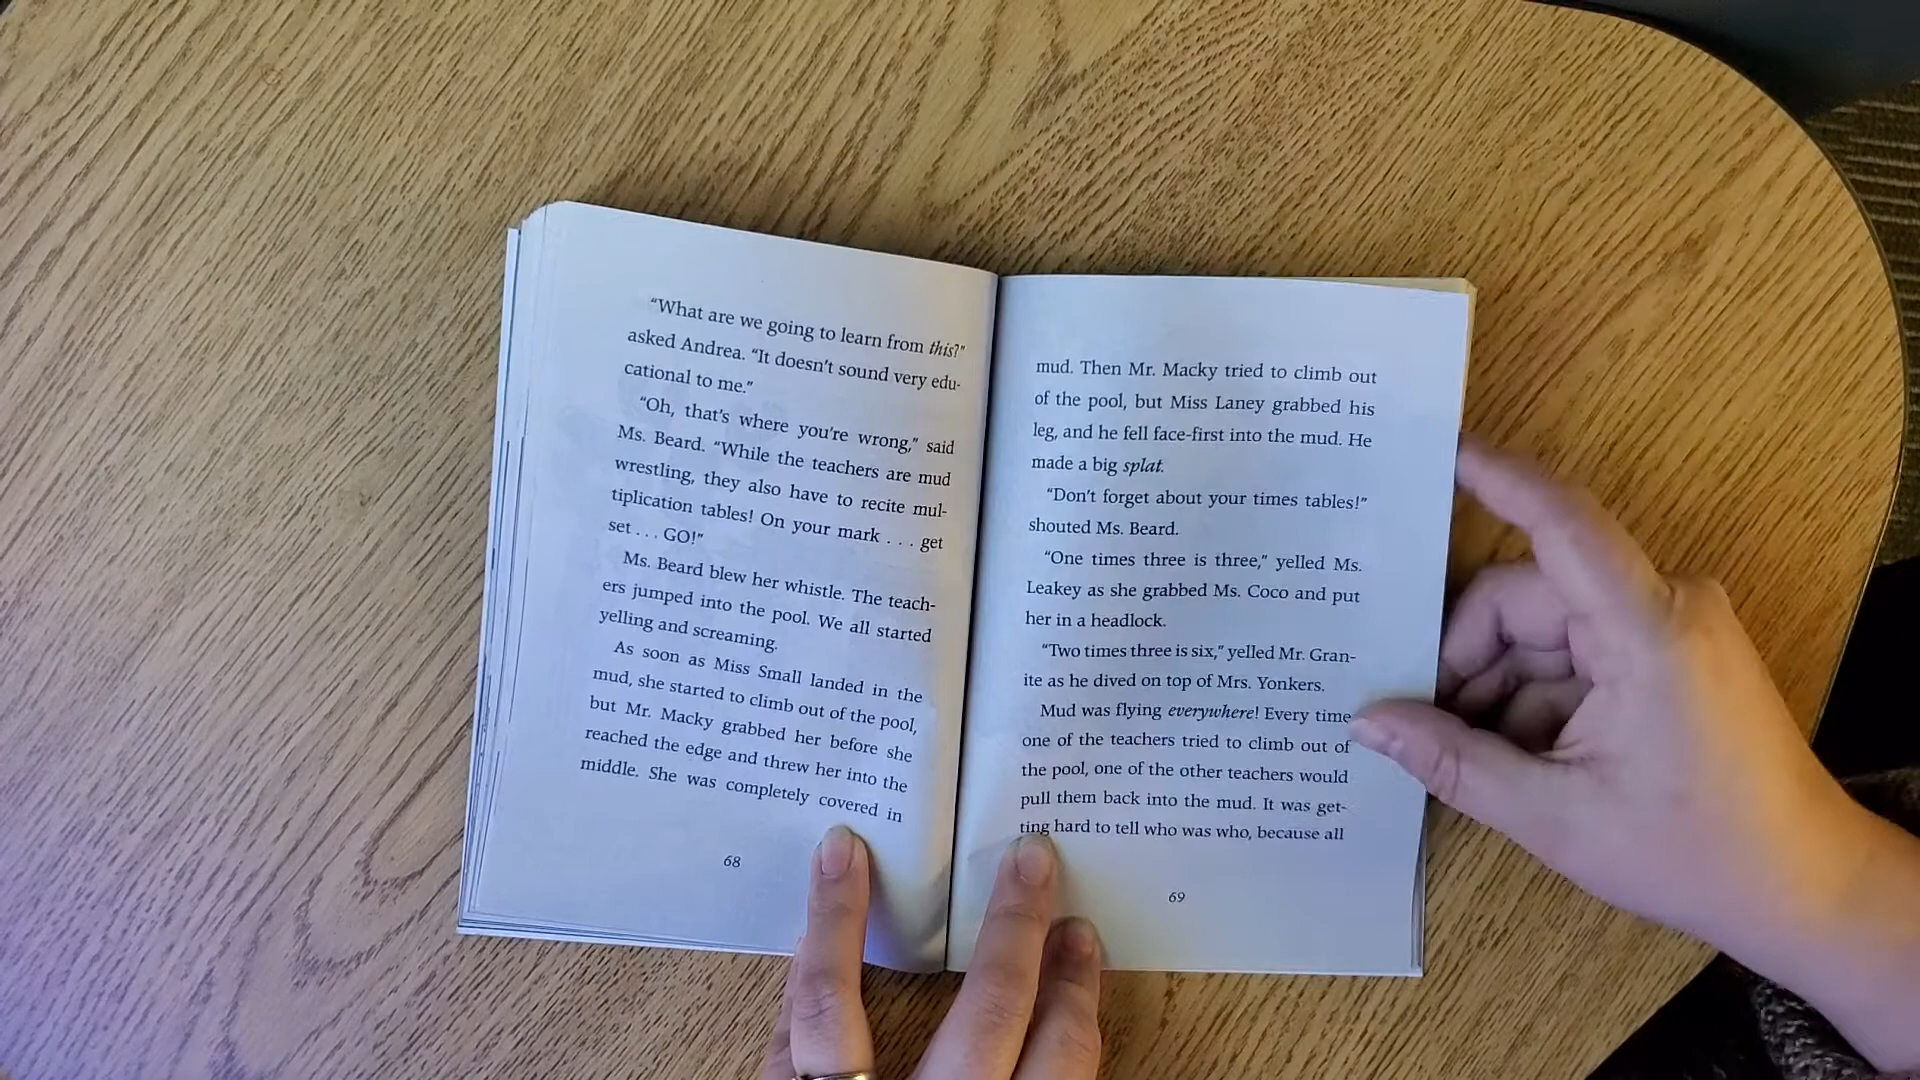 “What are we going to learn from this?”
asked Andrea. “It doesn’t sound very edu-
cational to me.”
“Oh, that’s where you’re wrong,” said
Ms. Beard. “While the teachers are mud
wrestling, they also have to recite mul-
tiplication tables! On your mark . . . get
set . . . GO!”
Ms. Beard blew her whistle. The teach-
ers jumped into the pool. We all started
yelling and screaming.
As soon as Miss Small landed in the
mud, she started to climb out of the pool,
but Mr. Macky grabbed her before she
reached the edge and threw her into the
middle. She was completely covered in
68
mud. Then Mr. Macky tried to climb out
of the pool, but Miss Laney grabbed his
leg, and he fell face-first into the mud. He
made a big splat.
“Don’t forget about your times tables!”
shouted Ms. Beard.
“One times three is three,” yelled Ms.
Leakey as she grabbed Ms. Coco and put
her in a headlock.
“Two times three is six,” yelled Mr. Gran-
ite as he dived on top of Mrs. Yonkers.
Mud was flying everywhere! Every time
one of the teachers tried to climb out of
the pool, one of the other teachers would
pull them back into the mud. It was get-
ting hard to tell who was who, because all
69